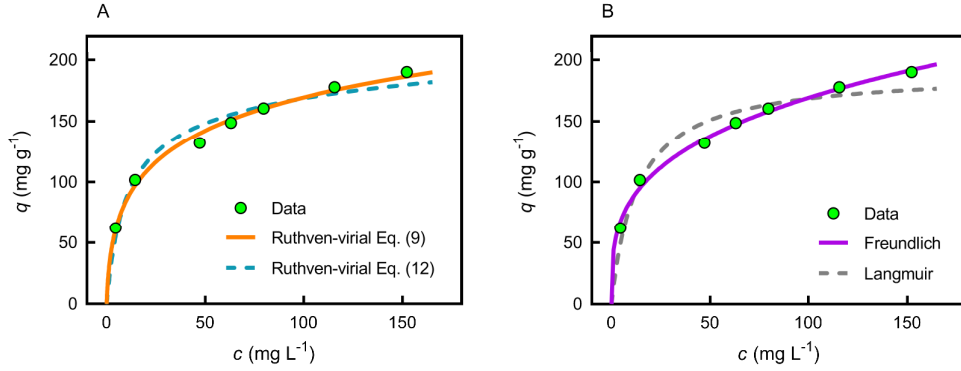 A
200
150
100
50
0
q (mg g⁻¹)
Data
Ruthven-virial Eq. (9)
Ruthven-virial Eq. (12)
0 50 100 150
c (mg L⁻¹)
B
200
150
100
50
0
q (mg g⁻¹)
Data
Freundlich
Langmuir
0 50 100 150
c (mg L⁻¹)